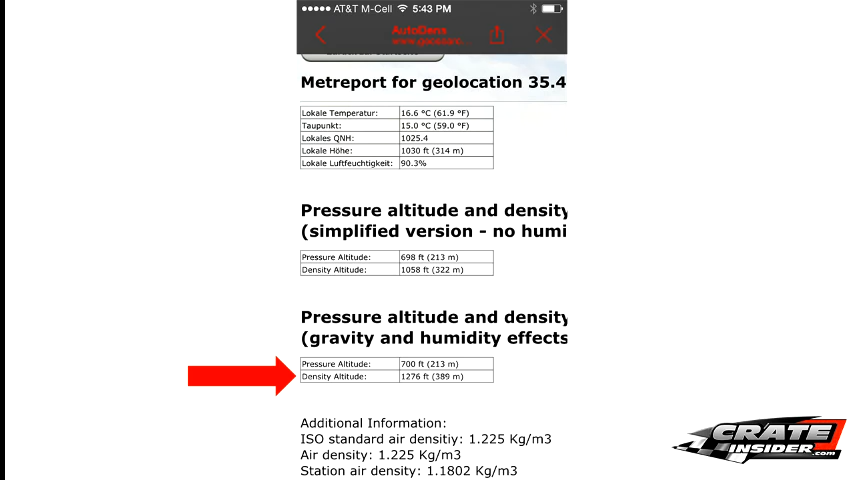 AT&T M-Cell 5:43 PM
AutoDens
Metreport for geolocation 35.4
Lokale Temperatur: 16.6 °C (61.9 °F)
Taupunkt: 15.0 °C (59.0 °F)
Lokales QNH: 1025.4
Lokale Höhe: 1030 ft (314 m)
Lokale Luftfeuchtigkeit: 90.3%
Pressure altitude and density
(simplified version - no humi
Pressure Altitude: 698 ft (213 m)
Density Altitude: 1058 ft (322 m)
Pressure altitude and density
(gravity and humidity effects
Pressure Altitude: 700 ft (213 m)
Density Altitude: 1276 ft (389 m)
Additional Information:
ISO standard air densitiy: 1.225 Kg/m3
Air density: 1.225 Kg/m3
Station air density: 1.1802 Kg/m3
CRATE
INSIDER.com